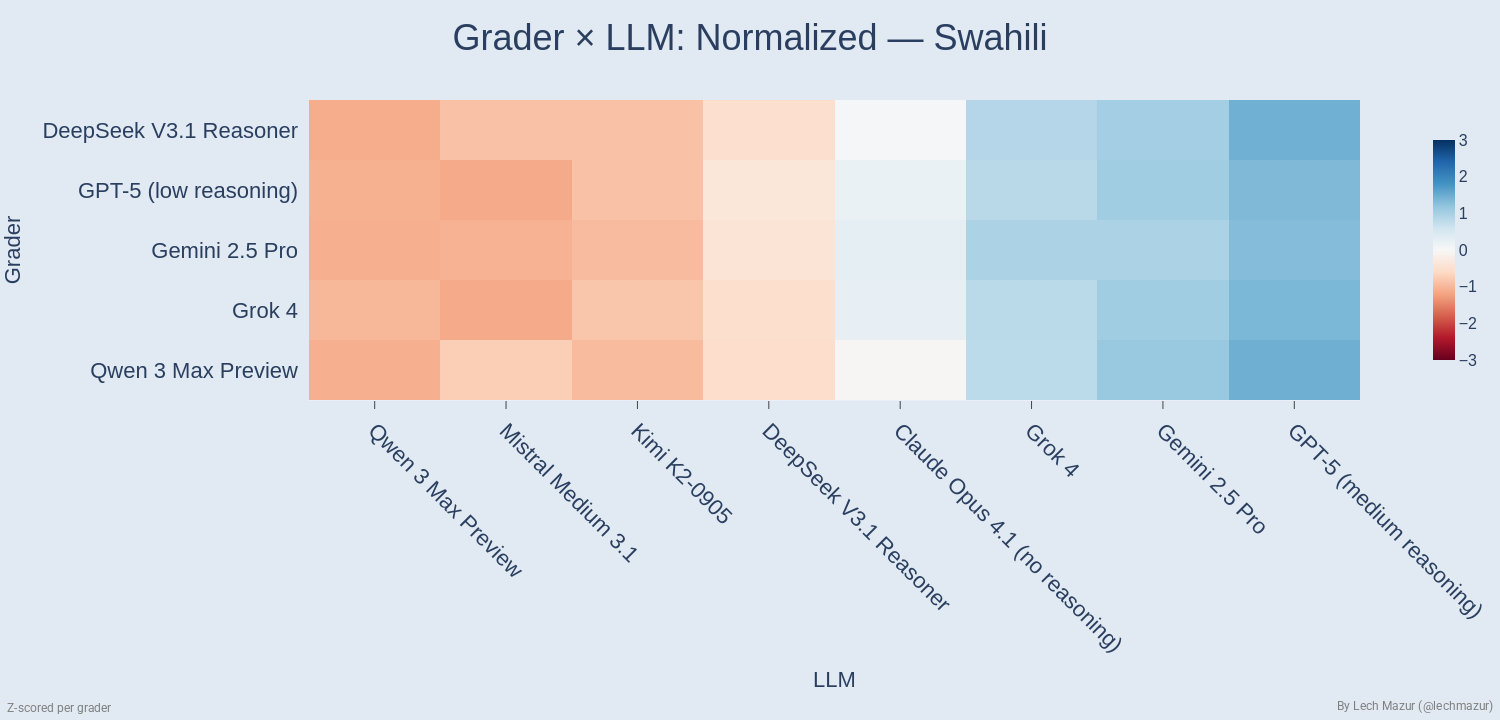 Grader × LLM: Normalized — Swahili
DeepSeek V3.1 Reasoner
GPT-5 (low reasoning)
Gemini 2.5 Pro
Grok 4
Qwen 3 Max Preview
Grader
3
2
1
0
−1
−2
−3
Qwen 3 Max Preview
Mistral Medium 3.1
Kimi K2-0905
DeepSeek V3.1 Reasoner
Claude Opus 4.1 (no reasoning)
Grok 4
Gemini 2.5 Pro
GPT-5 (medium reasoning)
LLM
Z-scored per grader
By Lech Mazur (@lechmazur)